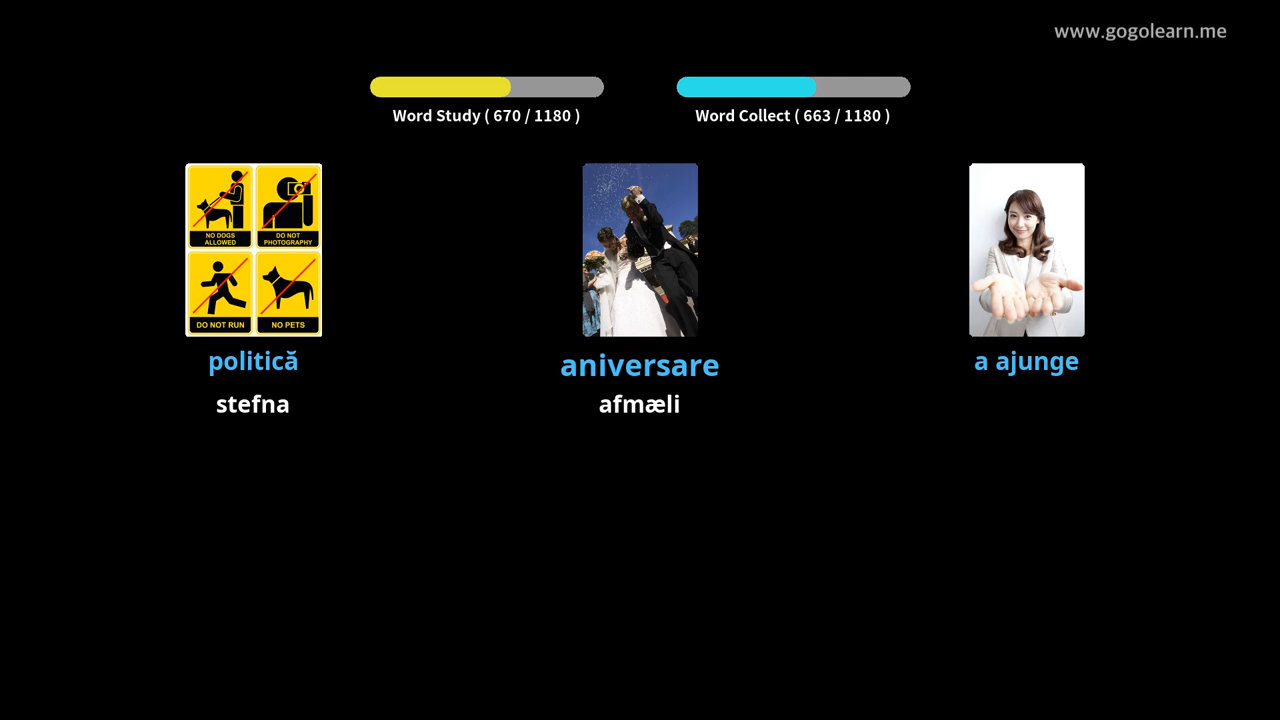 www.gogolearn.me
Word Study ( 670 / 1180 )
Word Collect ( 663 / 1180 )
NO DOGS
ALLOWED
DO NOT
PHOTOGRAPHY
DO NOT RUN
NO PETS
politică
aniversare
a ajunge
stefna
afmæli